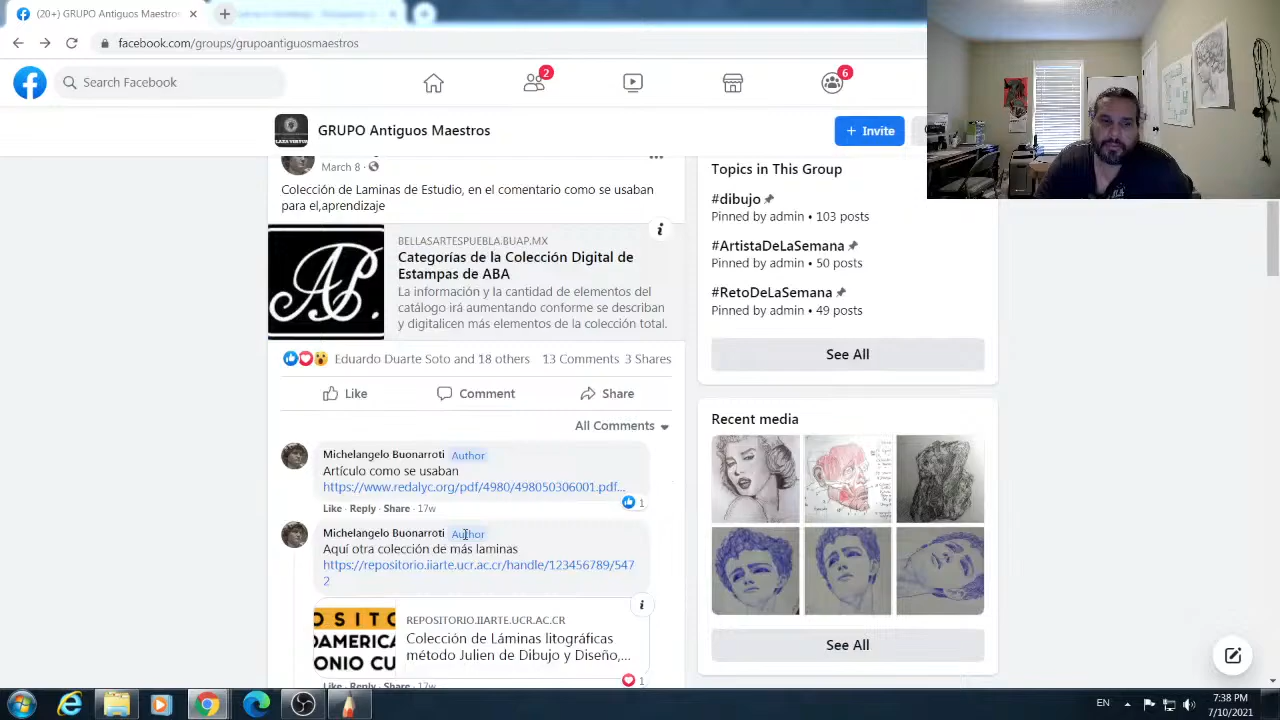 (20+) GRUPO Antiguos Maestros
facebook.com/groups/grupoantiguosmaestros
Search Facebook
2
6
GRUPO Antiguos Maestros
+ Invite
March 8
Colección de Laminas de Estudio, en el comentario como se usaban
para el,aprendizaje
BELLASARTESPUEBLA.BUAP.MX
Categorías de la Colección Digital de
Estampas de ABA
La información y la cantidad de elementos del
catálogo irá aumentando conforme se describan
y digitalicen más elementos de la colección total.
Eduardo Duarte Soto and 18 others 13 Comments 3 Shares
Like Comment Share
All Comments
Michelangelo Buonarroti Author
Artículo como se usaban
https://www.redalyc.org/pdf/4980/498050306001.pdf...
1
Like · Reply · Share · 17w
Michelangelo Buonarroti Author
Aquí otra colección de más laminas
https://repositorio.iiarte.ucr.ac.cr/handle/123456789/547
2
OSITO
DAMERICA
ONIO CU
REPOSITORIO.IIARTE.UCR.AC.CR
Colección de Láminas litográficas
método Julien de Dibujo y Diseño,...
Like · Reply · Share · 17w
1
Topics in This Group
#dibujo
Pinned by admin • 103 posts
#ArtistaDeLaSemana
Pinned by admin • 50 posts
#RetoDeLaSemana
Pinned by admin • 49 posts
See All
Recent media
See All
EN
7:38 PM
7/10/2021